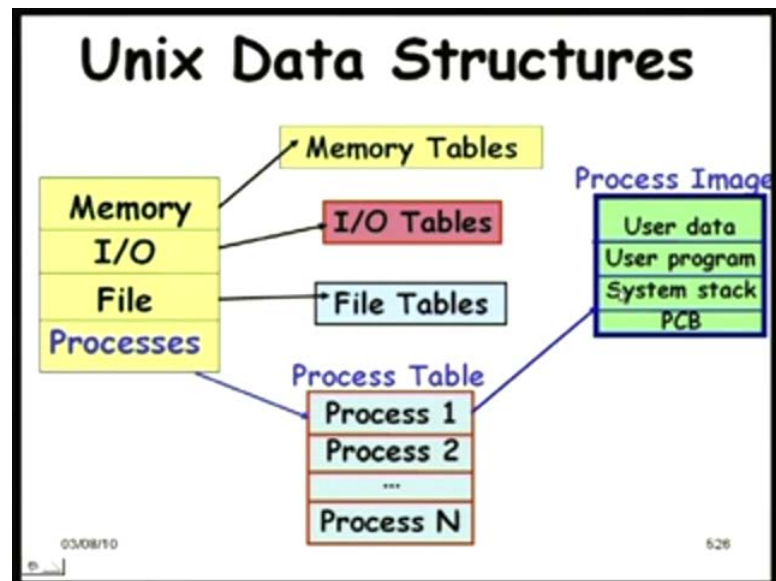 Unix Data Structures
Memory Tables
Process Image
Memory
I/O Tables
User data
I/O
User program
File
File Tables
System stack
Processes
PCB
Process Table
Process 1
Process 2
...
Process N
03/08/10
526